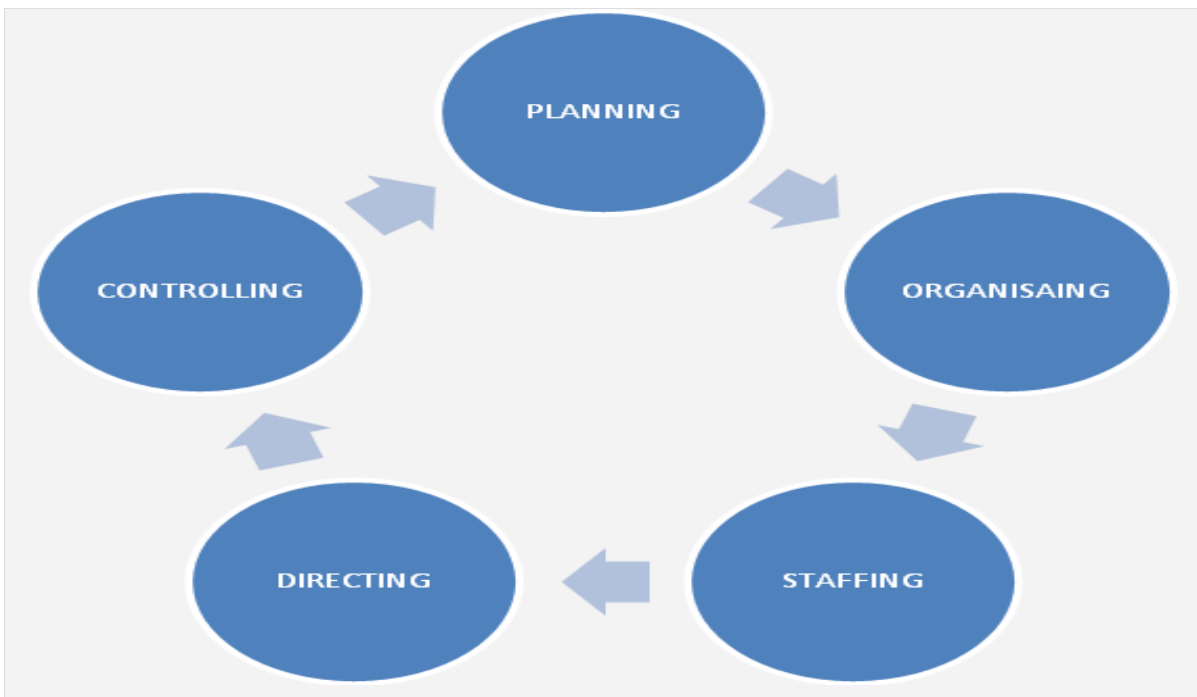 PLANNING
ORGANISAING
STAFFING
DIRECTING
CONTROLLING